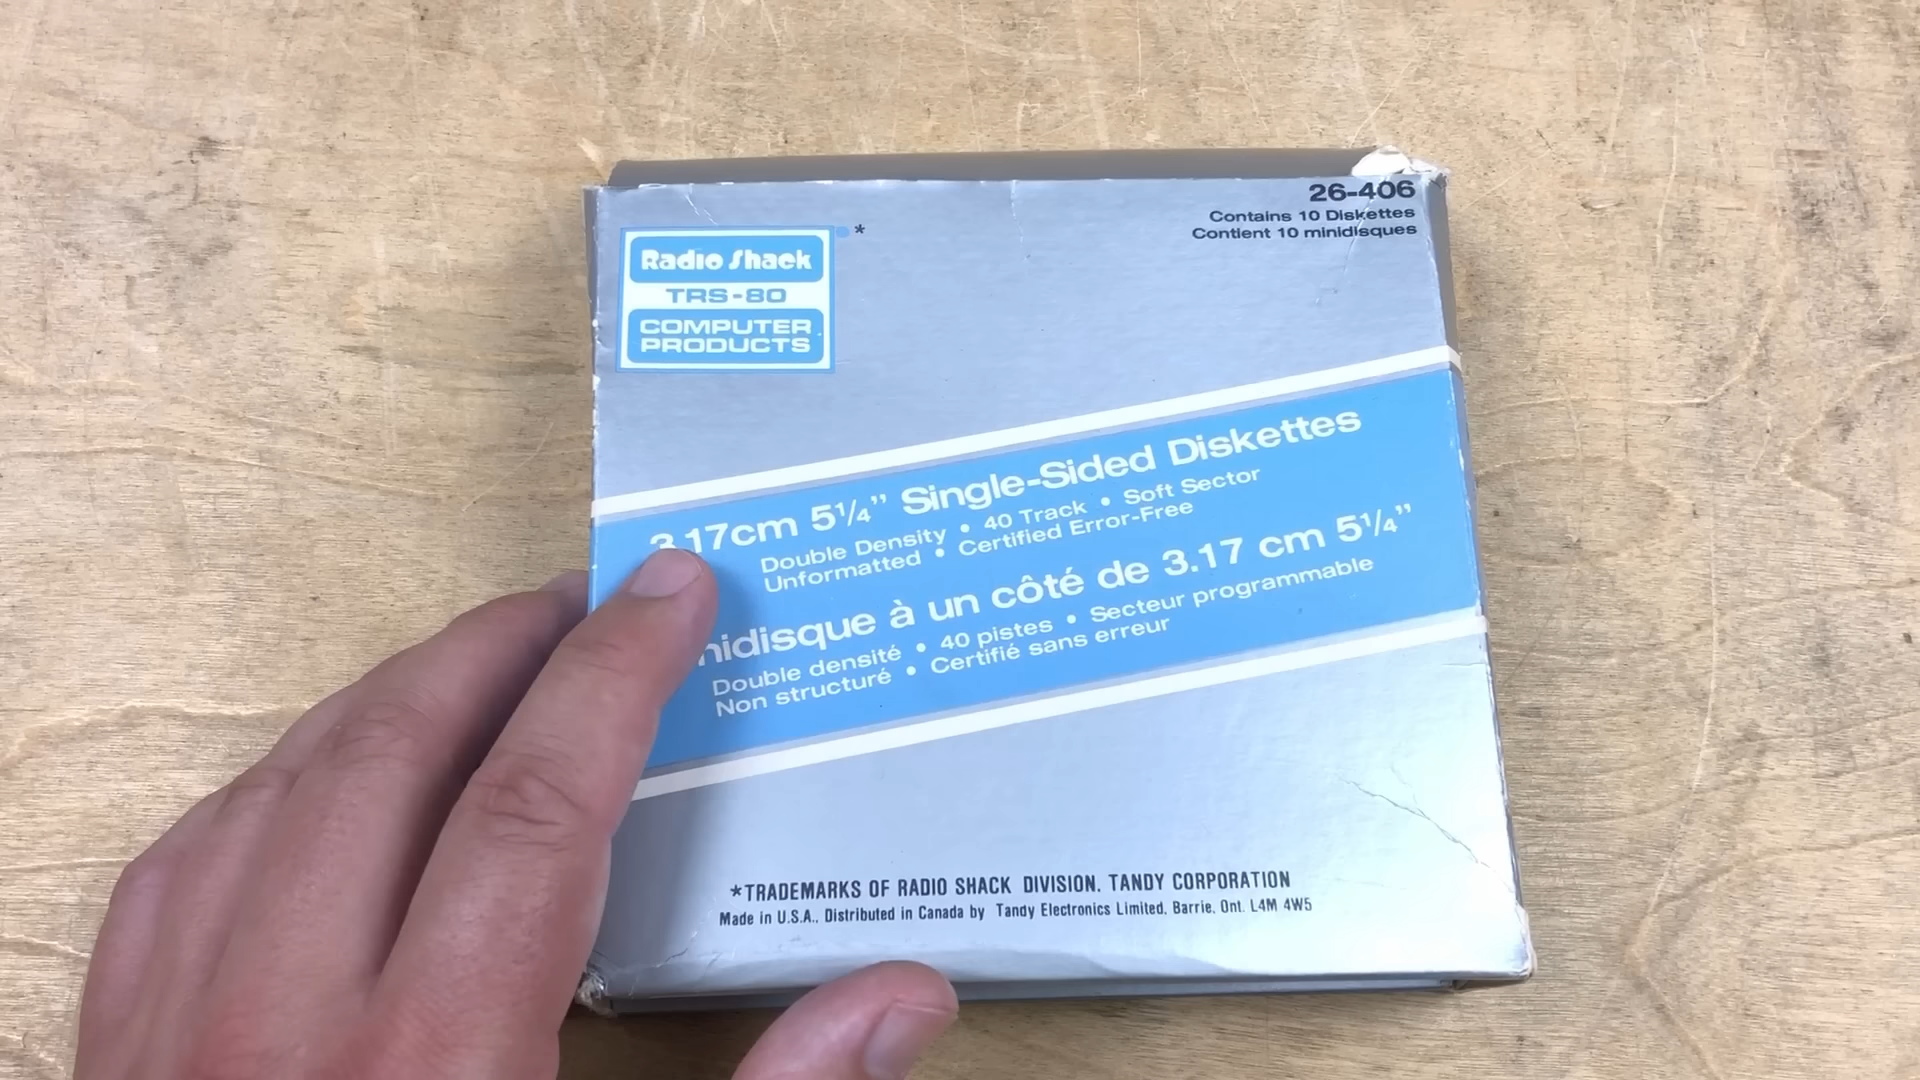 26-406
Contains 10 Diskettes
Contient 10 minidisques
*
Radio Shack
TRS-80
COMPUTER
PRODUCTS
3.17cm 5¼” Single-Sided Diskettes
Double Density • 40 Track • Soft Sector
Unformatted • Certified Error-Free
à un côté de 3.17 cm 5¼”
Double densité • 40 pistes • Secteur programmable
Non structuré • Certifié sans erreur
*TRADEMARKS OF RADIO SHACK DIVISION. TANDY CORPORATION
Made in U.S.A.. Distributed in Canada by Tandy Electronics Limited. Barrie. Ont. L4M 4W5